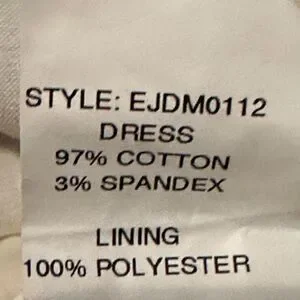 STYLE: EJDM0112
DRESS
97% COTTON
3% SPANDEX
LINING
100% POLYESTER